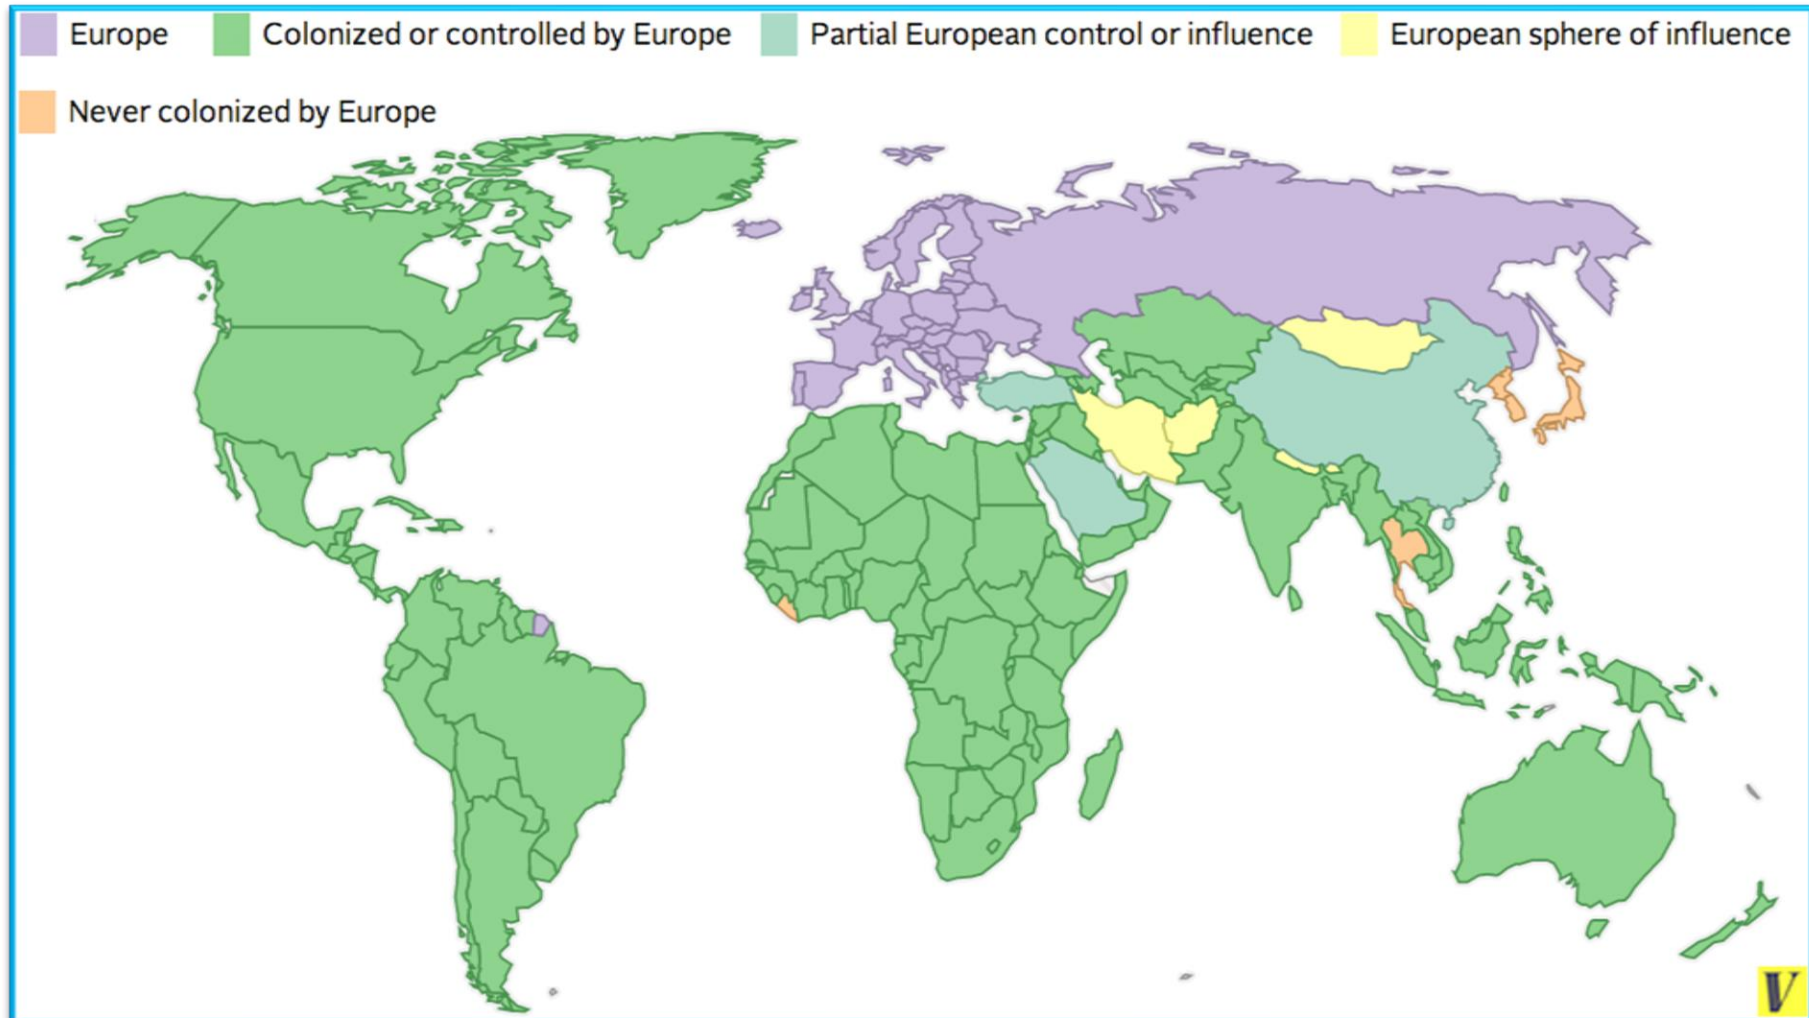 Europe Colonized or controlled by Europe Partial European control or influence European sphere of influence
Never colonized by Europe
V